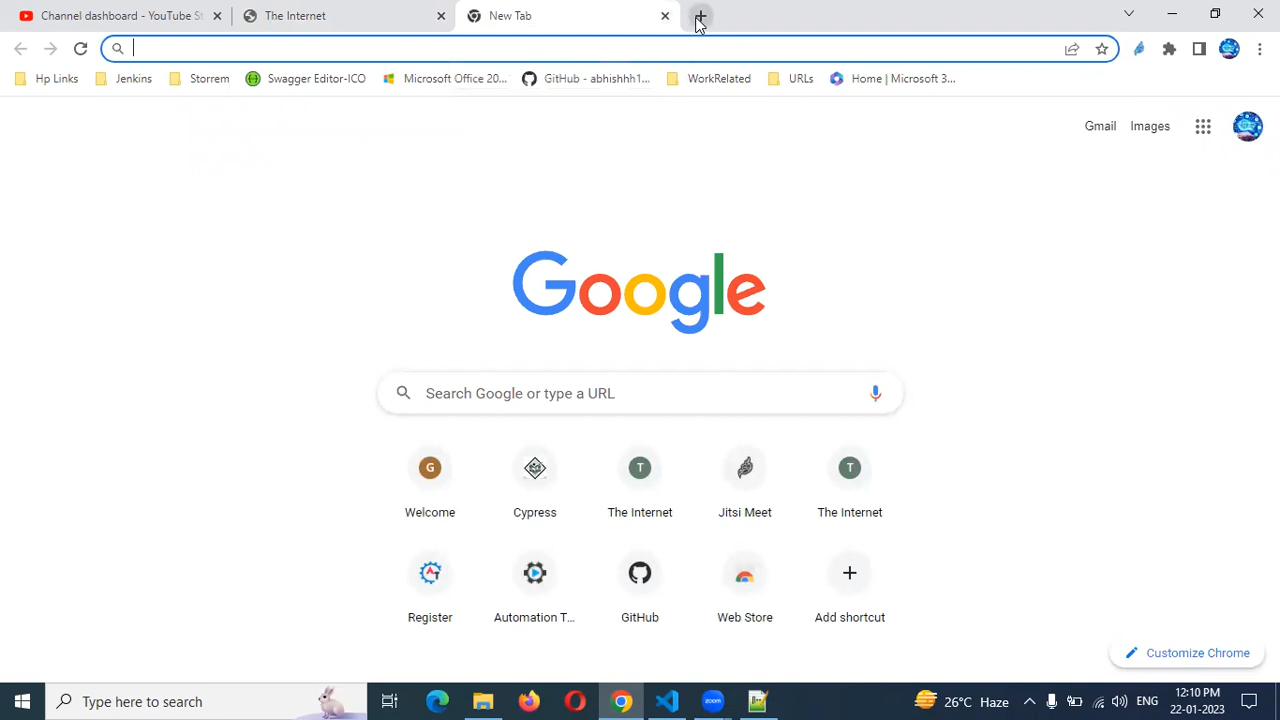 Channel dashboard - YouTube S
The Internet
New Tab
Hp Links
Jenkins
Storrem
Swagger Editor-ICO
Microsoft Office 20...
GitHub - abhishhh1...
WorkRelated
URLs
Home | Microsoft 3...
Gmail
Images
Google
Search Google or type a URL
G
T
T
Welcome
Cypress
The Internet
Jitsi Meet
The Internet
Register
Automation T...
GitHub
Web Store
Add shortcut
Customize Chrome
Type here to search
zoom
26°C Haze
ENG
12:10 PM
22-01-2023